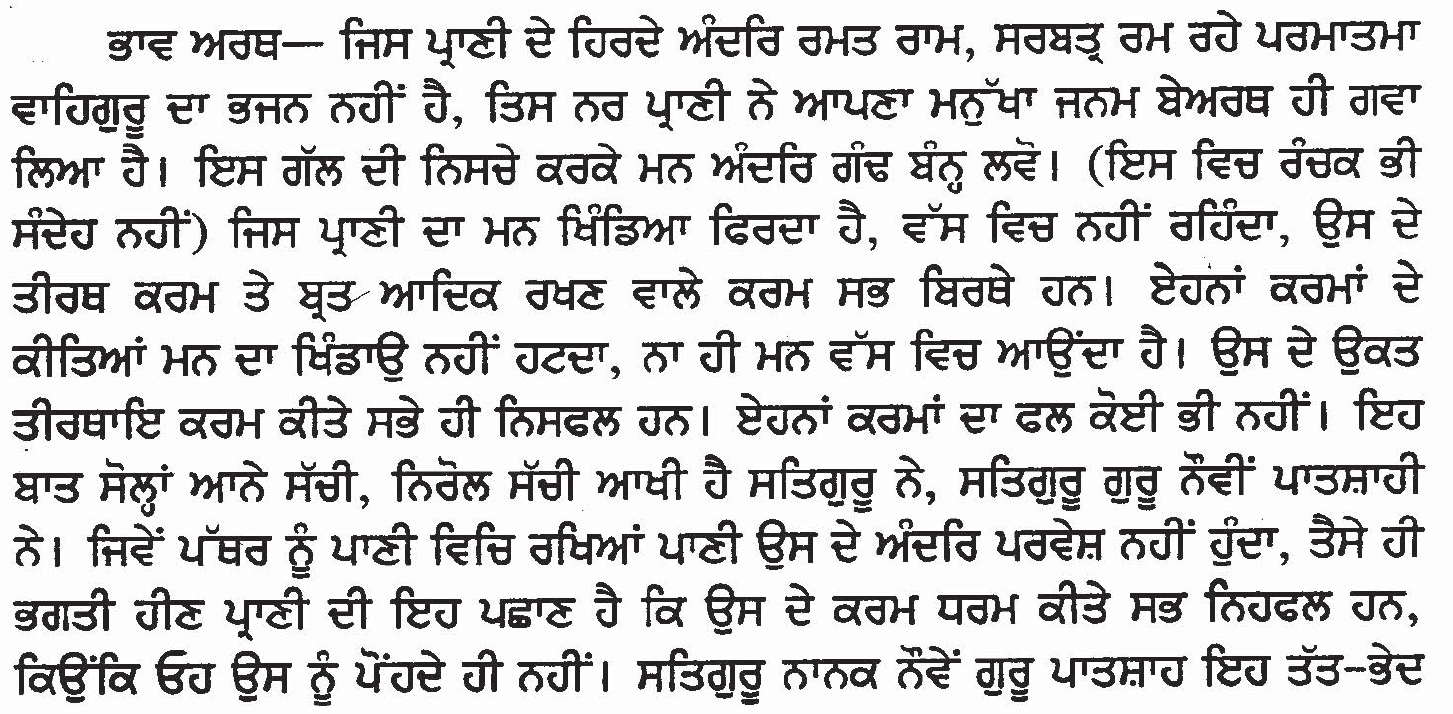 ਭਾਵ ਅਰਥ— ਜਿਸ ਪ੍ਰਾਣੀ ਦੇ ਹਿਰਦੇ ਅੰਦਰਿ ਰਮਤ ਰਾਮ, ਸਰਬਤ੍ਰ ਰਮ ਰਹੇ ਪਰਮਾਤਮਾ
ਵਾਹਿਗੁਰੂ ਦਾ ਭਜਨ ਨਹੀਂ ਹੈ, ਤਿਸ ਨਰ ਪ੍ਰਾਣੀ ਨੇ ਆਪਣਾ ਮਨੁੱਖਾ ਜਨਮ ਬੇਅਰਥ ਹੀ ਗਵਾ
ਲਿਆ ਹੈ। ਇਸ ਗੱਲ ਦੀ ਨਿਸਚੇ ਕਰਕੇ ਮਨ ਅੰਦਰਿ ਗੰਢ ਬੰਨ੍ਹ ਲਵੋ। (ਇਸ ਵਿਚ ਰੰਚਕ ਭੀ
ਸੰਦੇਹ ਨਹੀਂ) ਜਿਸ ਪ੍ਰਾਣੀ ਦਾ ਮਨ ਖਿੰਡਿਆ ਫਿਰਦਾ ਹੈ, ਵੱਸ ਵਿਚ ਨਹੀਂ ਰਹਿੰਦਾ, ਉਸ ਦੇ
ਤੀਰਥ ਕਰਮ ਤੇ ਬ੍ਰਤ ਆਦਿਕ ਰਖਣ ਵਾਲੇ ਕਰਮ ਸਭ ਬਿਰਥੇ ਹਨ। ਏਹਨਾਂ ਕਰਮਾਂ ਦੇ
ਕੀਤਿਆਂ ਮਨ ਦਾ ਖਿੰਡਾਉ ਨਹੀਂ ਹਟਦਾ, ਨਾ ਹੀ ਮਨ ਵੱਸ ਵਿਚ ਆਉਂਦਾ ਹੈ। ਉਸ ਦੇ ਉਕਤ
ਤੀਰਥਾਇ ਕਰਮ ਕੀਤੇ ਸਭੇ ਹੀ ਨਿਸਫਲ ਹਨ। ਏਹਨਾਂ ਕਰਮਾਂ ਦਾ ਫਲ ਕੋਈ ਭੀ ਨਹੀਂ। ਇਹ
ਬਾਤ ਸੋਲ੍ਹਾਂ ਆਨੇ ਸੱਚੀ, ਨਿਰੋਲ ਸੱਚੀ ਆਖੀ ਹੈ ਸਤਿਗੁਰੂ ਨੇ, ਸਤਿਗੁਰੂ ਗੁਰੂ ਨੌਵੀਂ ਪਾਤਸ਼ਾਹੀ
ਨੇ। ਜਿਵੇਂ ਪੱਥਰ ਨੂੰ ਪਾਣੀ ਵਿਚਿ ਰਖਿਆਂ ਪਾਣੀ ਉਸ ਦੇ ਅੰਦਰਿ ਪਰਵੇਸ਼ ਨਹੀਂ ਹੁੰਦਾ, ਤੈਸੇ ਹੀ
ਭਗਤੀ ਹੀਣ ਪ੍ਰਾਣੀ ਦੀ ਇਹ ਪਛਾਣ ਹੈ ਕਿ ਉਸ ਦੇ ਕਰਮ ਧਰਮ ਕੀਤੇ ਸਭ ਨਿਹਫਲ ਹਨ,
ਕਿਉਂਕਿ ਓਹ ਉਸ ਨੂੰ ਪੌਂਹਦੇ ਹੀ ਨਹੀਂ। ਸਤਿਗੁਰੂ ਨਾਨਕ ਨੌਵੇਂ ਗੁਰੂ ਪਾਤਸ਼ਾਹ ਇਹ ਤੱਤ-ਭੇਦ